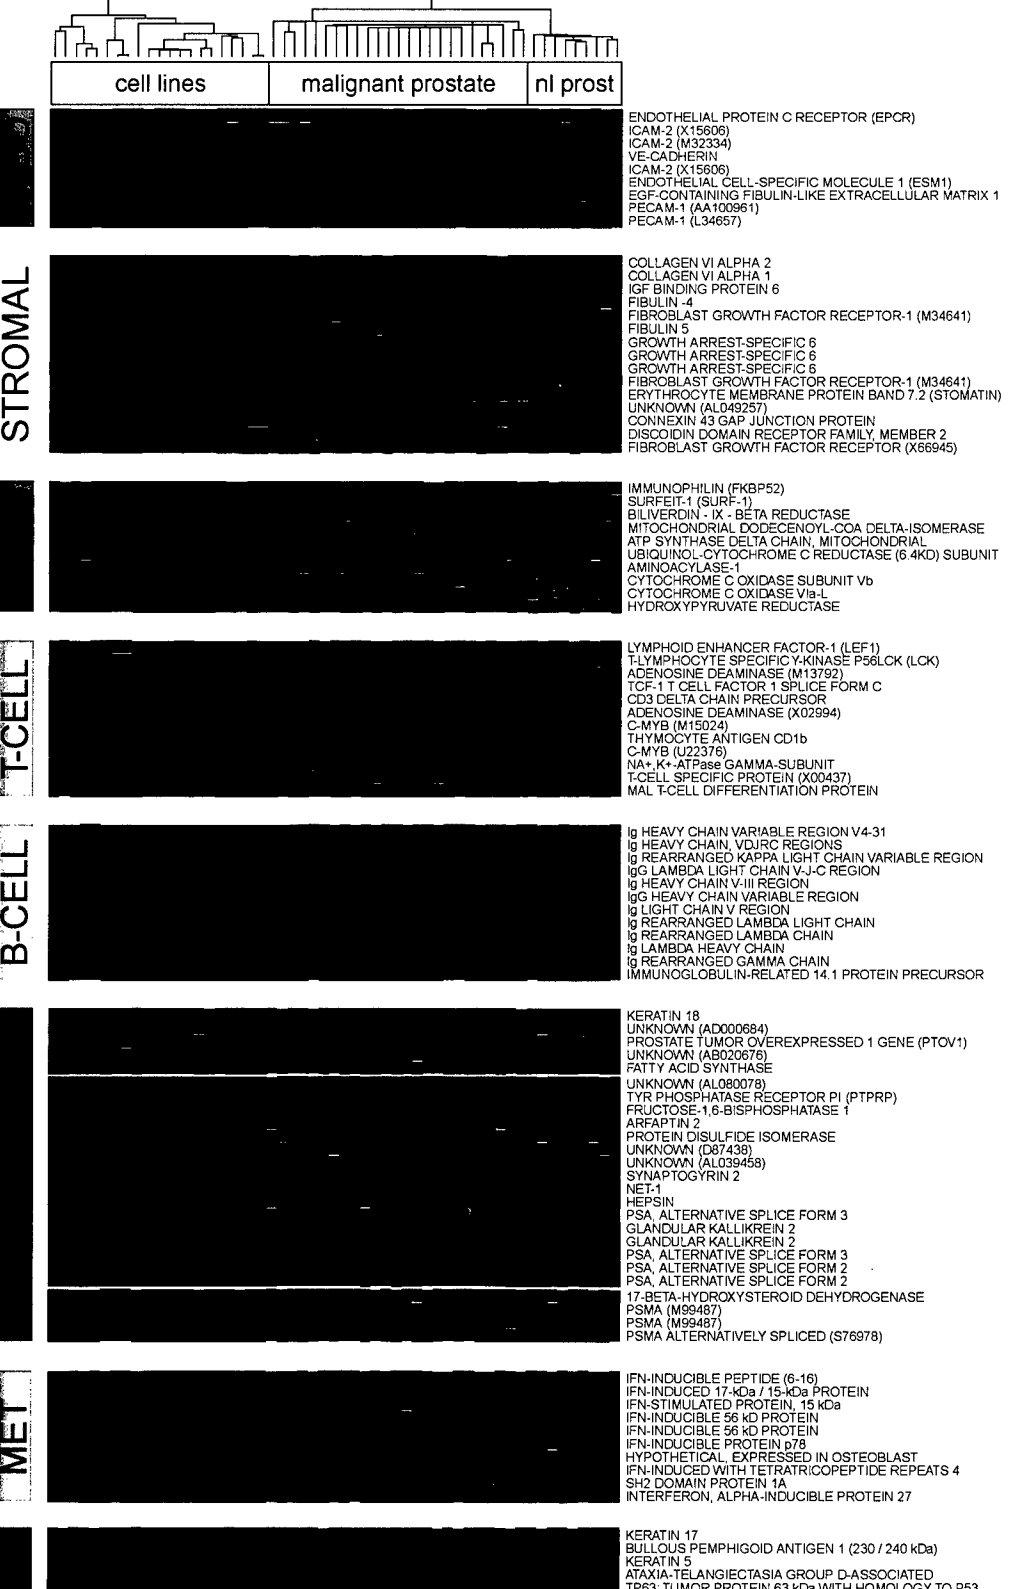 cell lines malignant prostate nl prost
ENDOTHELIAL PROTEIN C RECEPTOR (EPCR)
ICAM-2 (X15606)
ICAM-2 (M32334)
VE-CADHERIN
ICAM-2 (X15606)
ENDOTHELIAL CELL-SPECIFIC MOLECULE 1 (ESM1)
EGF-CONTAINING FIBULIN-LIKE EXTRACELLULAR MATRIX 1
PECAM-1 (AA100961)
PECAM-1 (L34657)
STROMAL
COLLAGEN VI ALPHA 2
COLLAGEN VI ALPHA 1
IGF BINDING PROTEIN 6
FIBULIN -4
FIBROBLAST GROWTH FACTOR RECEPTOR-1 (M34641)
FIBULIN 5
GROWTH ARREST-SPECIFIC 6
GROWTH ARREST-SPECIFIC 6
GROWTH ARREST-SPECIFIC 6
FIBROBLAST GROWTH FACTOR RECEPTOR-1 (M34641)
ERYTHROCYTE MEMBRANE PROTEIN BAND 7.2 (STOMATIN)
UNKNOWN (AL049257)
CONNEXIN 43 GAP JUNCTION PROTEIN
DISCOIDIN DOMAIN RECEPTOR FAMILY, MEMBER 2
FIBROBLAST GROWTH FACTOR RECEPTOR (X66945)
IMMUNOPHILIN (FKBP52)
SURFEIT-1 (SURF-1)
BILIVERDIN - IX - BETA REDUCTASE
MITOCHONDRIAL DODECENOYL-COA DELTA-ISOMERASE
ATP SYNTHASE DELTA CHAIN, MITOCHONDRIAL
UBIQUINOL-CYTOCHROME C REDUCTASE (6.4KD) SUBUNIT
AMINOACYLASE-1
CYTOCHROME C OXIDASE SUBUNIT Vb
CYTOCHROME C OXIDASE VIa-L
HYDROXYPYRUVATE REDUCTASE
T-CELL
LYMPHOID ENHANCER FACTOR-1 (LEF1)
T-LYMPHOCYTE SPECIFIC Y-KINASE P56LCK (LCK)
ADENOSINE DEAMINASE (M13792)
TCF-1 T CELL FACTOR 1 SPLICE FORM C
CD3 DELTA CHAIN PRECURSOR
ADENOSINE DEAMINASE (X02994)
C-MYB (M15024)
THYMOCYTE ANTIGEN CD1b
C-MYB (U22376)
NA+,K+-ATPase GAMMA-SUBUNIT
T-CELL SPECIFIC PROTEIN (X00437)
MAL T-CELL DIFFERENTIATION PROTEIN
B-CELL
Ig HEAVY CHAIN VARIABLE REGION V4-31
Ig HEAVY CHAIN, VDJRC REGIONS
Ig REARRANGED KAPPA LIGHT CHAIN VARIABLE REGION
IgG LAMBDA LIGHT CHAIN V-J-C REGION
Ig HEAVY CHAIN V-III REGION
IgG HEAVY CHAIN VARIABLE REGION
Ig LIGHT CHAIN V REGION
Ig REARRANGED LAMBDA LIGHT CHAIN
Ig REARRANGED LAMBDA CHAIN
Ig LAMBDA HEAVY CHAIN
Ig REARRANGED GAMMA CHAIN
IMMUNOGLOBULIN-RELATED 14.1 PROTEIN PRECURSOR
KERATIN 18
UNKNOWN (AD000684)
PROSTATE TUMOR OVEREXPRESSED 1 GENE (PTOV1)
UNKNOWN (AB020676)
FATTY ACID SYNTHASE
UNKNOWN (AL080078)
TYR PHOSPHATASE RECEPTOR PI (PTPRP)
FRUCTOSE-1,6-BISPHOSPHATASE 1
ARFAPTIN 2
PROTEIN DISULFIDE ISOMERASE
UNKNOWN (D87438)
UNKNOWN (AL039458)
SYNAPTOGYRIN 2
NET-1
HEPSIN
PSA, ALTERNATIVE SPLICE FORM 3
GLANDULAR KALLIKREIN 2
GLANDULAR KALLIKREIN 2
PSA, ALTERNATIVE SPLICE FORM 3
PSA, ALTERNATIVE SPLICE FORM 2
PSA, ALTERNATIVE SPLICE FORM 2
17-BETA-HYDROXYSTEROID DEHYDROGENASE
PSMA (M99487)
PSMA (M99487)
PSMA ALTERNATIVELY SPLICED (S76978)
MET
IFN-INDUCIBLE PEPTIDE (6-16)
IFN-INDUCED 17-kDa / 15-kDa PROTEIN
IFN-STIMULATED PROTEIN, 15 kDa
IFN-INDUCIBLE 56 kD PROTEIN
IFN-INDUCIBLE 56 kD PROTEIN
IFN-INDUCIBLE PROTEIN p78
HYPOTHETICAL, EXPRESSED IN OSTEOBLAST
IFN-INDUCED WITH TETRATRICOPEPTIDE REPEATS 4
SH2 DOMAIN PROTEIN 1A
INTERFERON, ALPHA-INDUCIBLE PROTEIN 27
KERATIN 17
BULLOUS PEMPHIGOID ANTIGEN 1 (230 / 240 kDa)
KERATIN 5
ATAXIA-TELANGIECTASIA GROUP D-ASSOCIATED
TP63: TUMOR PROTEIN 63 kDa WITH HOMOLOGY TO P53